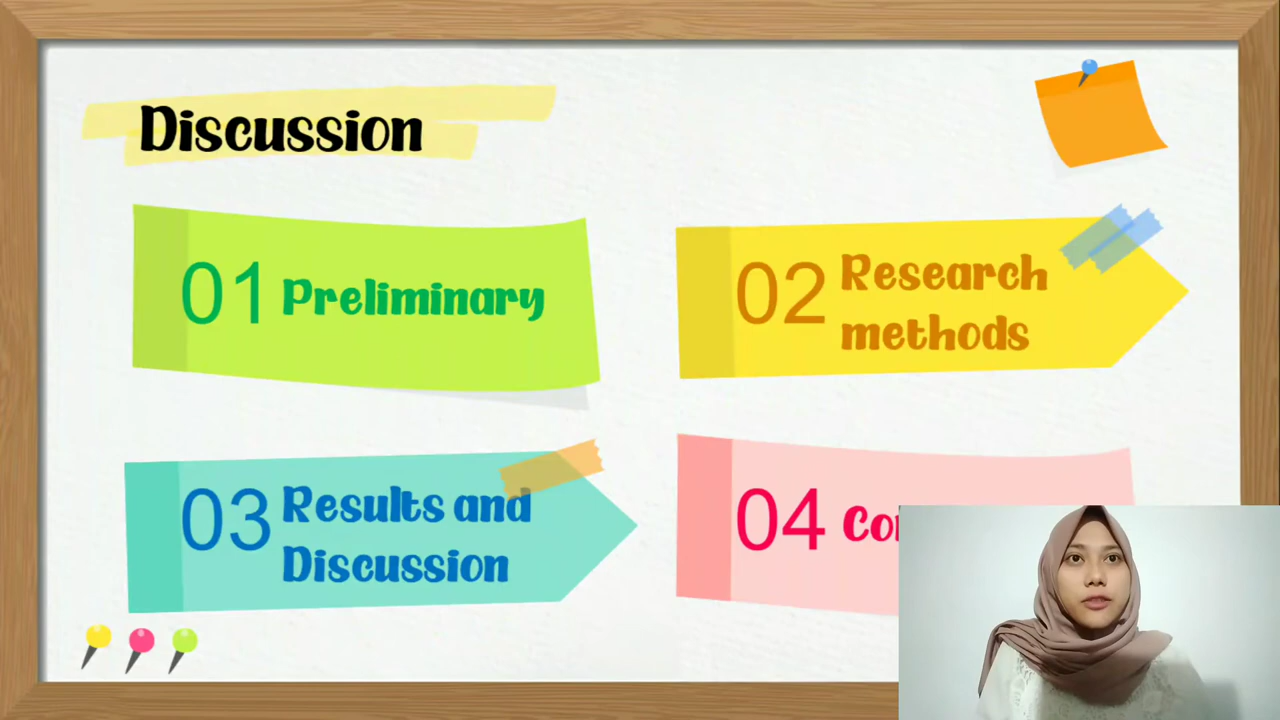 Discussion
01 Preliminary
02 Research
methods
03 Results and
Discussion
04